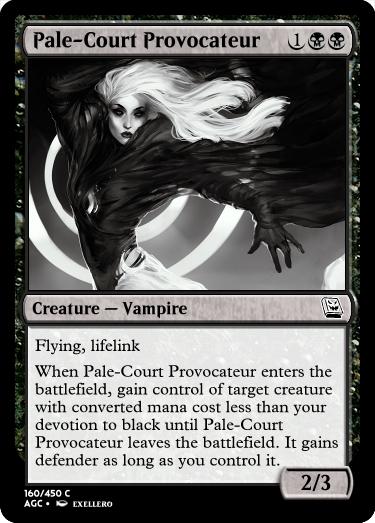 Pale-Court Provocateur 1
Creature — Vampire
Flying, lifelink
When Pale-Court Provocateur enters the
battlefield, gain control of target creature
with converted mana cost less than your
devotion to black until Pale-Court
Provocateur leaves the battlefield. It gains
defender as long as you control it.
2/3
160/450 C
AGC • EXELLERO